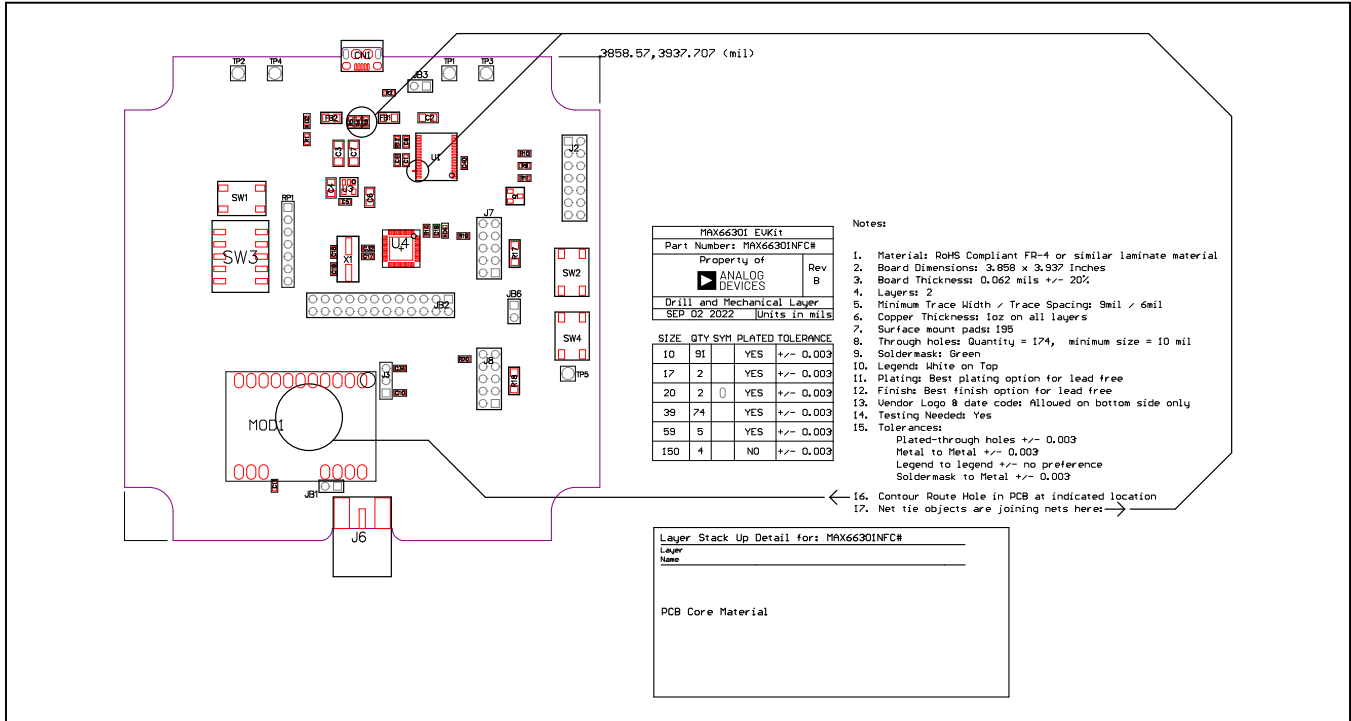 3858.57,3937.707 (mil)
TP2
TP4
CN1
JB3
TP1
TP3
FB2
FB1
C2
C3
C7
U1
J2
C4
U3
C6
C5
SW1
RP1
SW3
J7
U4
X1
R17
SW2
JB2
JB6
SW4
R20
J8
R18
TP5
J3
MOD1
JB1
J6
MAX66301 EVKit
Part Number: MAX66301NFC#
Property of
ANALOG
DEVICES
Rev
B
Drill and Mechanical Layer
SEP 02 2022 Units in mils
SIZE QTY SYM PLATED TOLERANCE
10 91 YES +/- 0.003
17 2 YES +/- 0.003
20 2 YES +/- 0.003
39 74 YES +/- 0.003
59 5 YES +/- 0.003
150 4 NO +/- 0.003
Notes:
1. Material: RoHS Compliant FR-4 or similar laminate material
2. Board Dimensions: 3.858 x 3.937 Inches
3. Board Thickness: 0.062 mils +/- 20%
4. Layers: 2
5. Minimum Trace Width / Trace Spacing: 9mil / 6mil
6. Copper Thickness: 1oz on all layers
7. Surface mount pads: 195
8. Through holes: Quantity = 174, minimum size = 10 mil
9. Soldermask: Green
10. Legend: White on Top
11. Plating: Best plating option for lead free
12. Finish: Best finish option for lead free
13. Vendor Logo & date code: Allowed on bottom side only
14. Testing Needed: Yes
15. Tolerances:
Plated-through holes +/- 0.003
Metal to Metal +/- 0.003
Legend to legend +/- no preference
Soldermask to Metal +/- 0.003
16. Contour Route Hole in PCB at indicated location
17. Net tie objects are joining nets here:
Layer Stack Up Detail for: MAX66301NFC#
Layer
Name
PCB Core Material